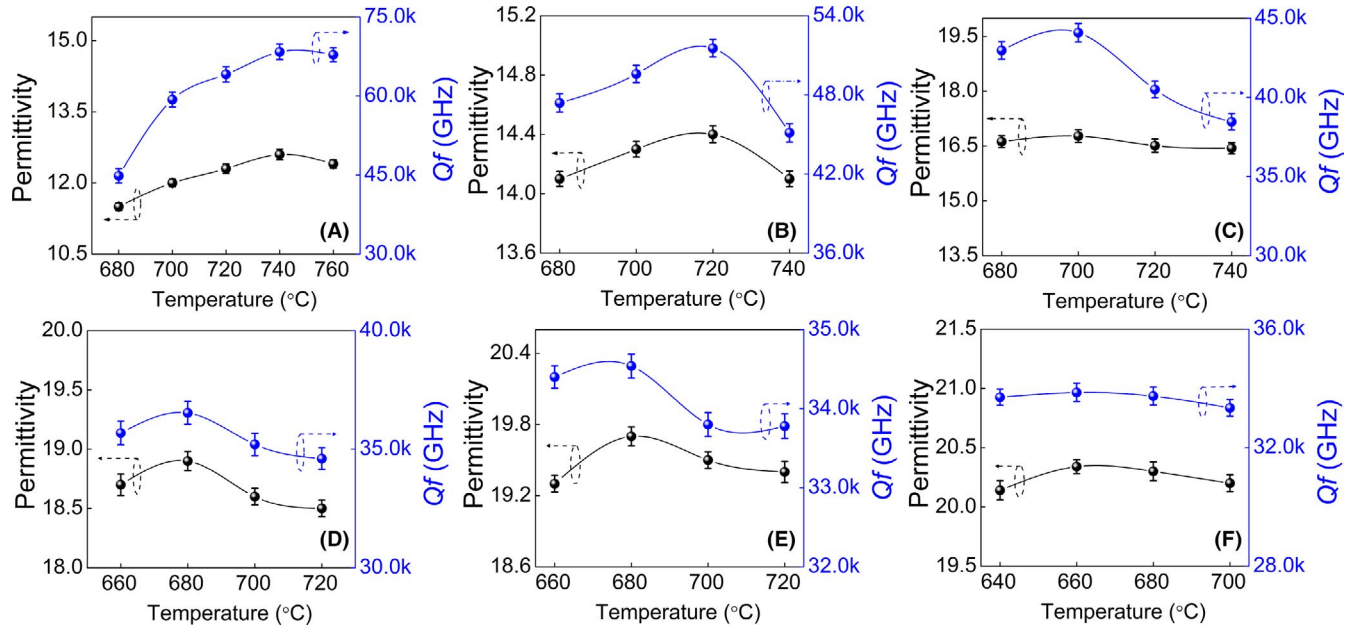 Permittivity
15.0
13.5
12.0
10.5
680 700 720 740 760
Temperature (°C)
75.0k
60.0k
45.0k
30.0k
Qf (GHz)
(A)
Permittivity
15.2
14.8
14.4
14.0
13.6
680 700 720 740
Temperature (°C)
54.0k
48.0k
42.0k
36.0k
Qf (GHz)
(B)
Permittivity
19.5
18.0
16.5
15.0
13.5
680 700 720 740
Temperature (°C)
45.0k
40.0k
35.0k
30.0k
Qf (GHz)
(C)
Permittivity
20.0
19.5
19.0
18.5
18.0
660 680 700 720
Temperature (°C)
40.0k
35.0k
30.0k
Qf (GHz)
(D)
Permittivity
20.4
19.8
19.2
18.6
660 680 700 720
Temperature (°C)
35.0k
34.0k
33.0k
32.0k
Qf (GHz)
(E)
Permittivity
21.5
21.0
20.5
20.0
19.5
640 660 680 700
Temperature (°C)
36.0k
32.0k
28.0k
Qf (GHz)
(F)